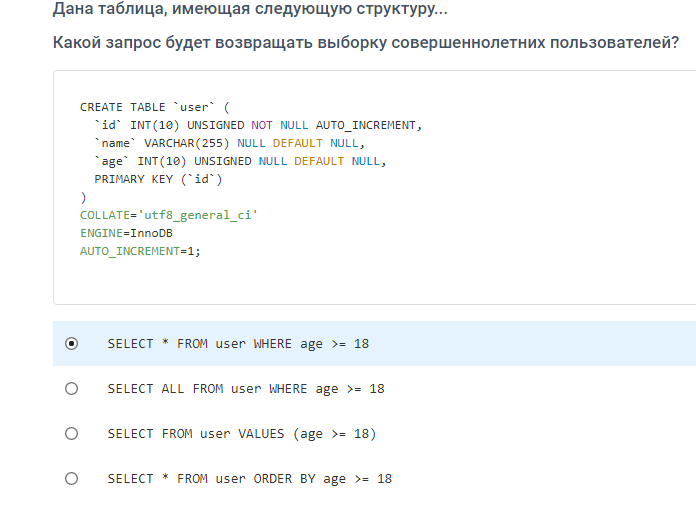 Дана таблица, имеющая следующую структуру...
Какой запрос будет возвращать выборку совершеннолетних пользователей?
CREATE TABLE `user` (
`id` INT(10) UNSIGNED NOT NULL AUTO_INCREMENT,
`name` VARCHAR(255) NULL DEFAULT NULL,
`age` INT(10) UNSIGNED NULL DEFAULT NULL,
PRIMARY KEY (`id`)
)
COLLATE='utf8_general_ci'
ENGINE=InnoDB
AUTO_INCREMENT=1;
SELECT * FROM user WHERE age >= 18
SELECT ALL FROM user WHERE age >= 18
SELECT FROM user VALUES (age >= 18)
SELECT * FROM user ORDER BY age >= 18